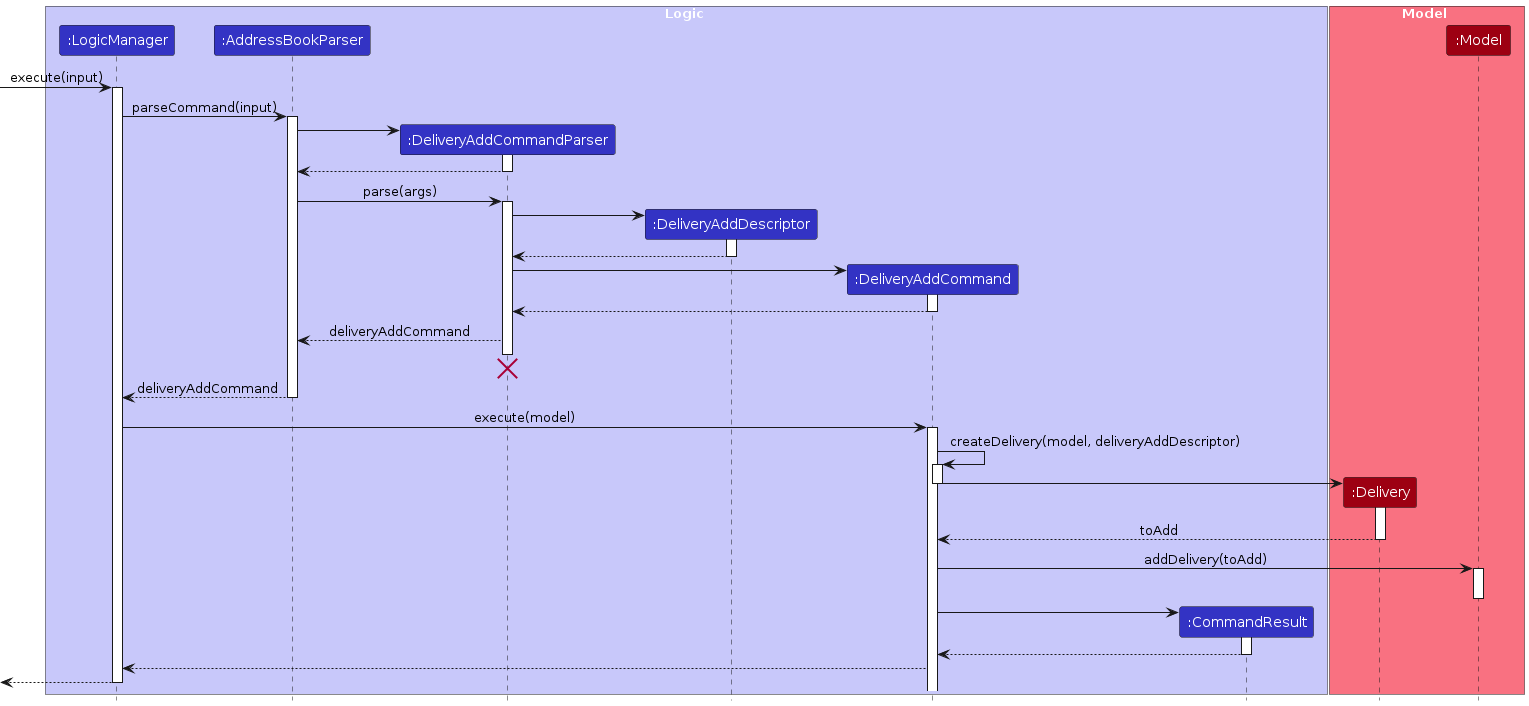 Logic
Model
:LogicManager
:AddressBookParser
:Model
execute(input)
parseCommand(input)
:DeliveryAddCommandParser
parse(args)
:DeliveryAddDescriptor
:DeliveryAddCommand
deliveryAddCommand
deliveryAddCommand
execute(model)
createDelivery(model, deliveryAddDescriptor)
:Delivery
toAdd
addDelivery(toAdd)
:CommandResult